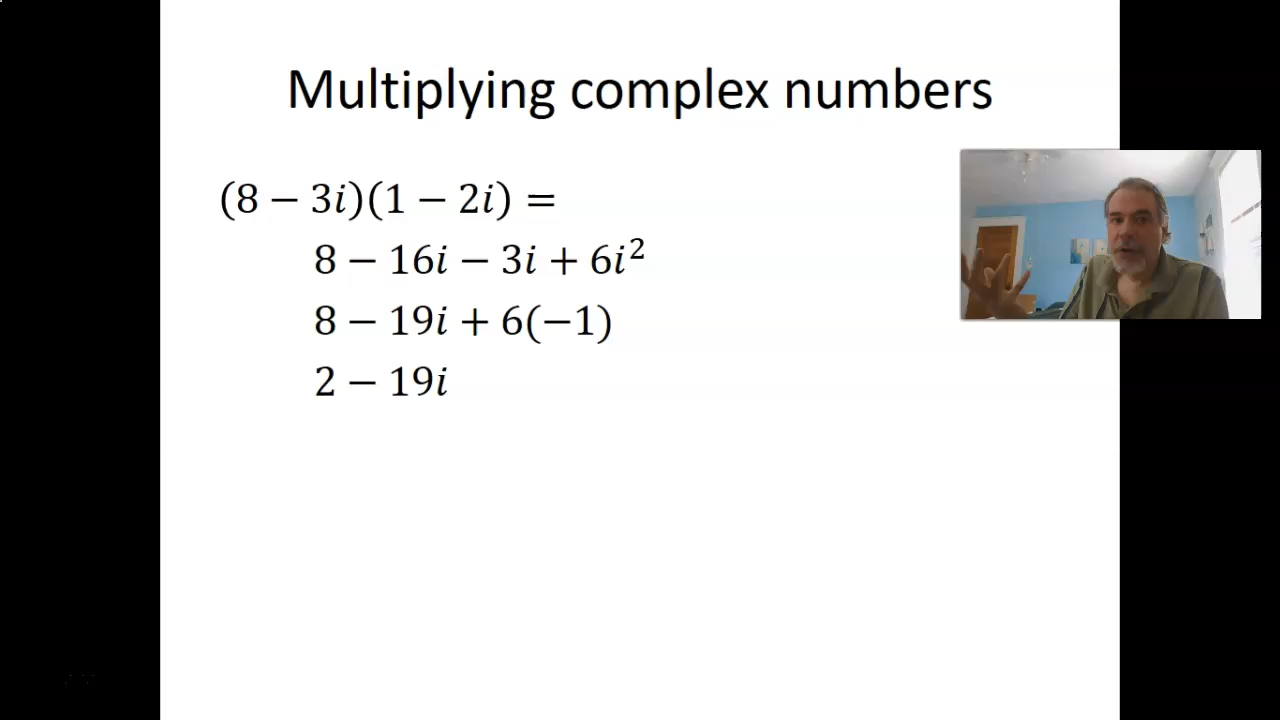 Multiplying complex numbers
(8 − 3i)(1 − 2i) =
8 − 16i − 3i + 6i²
8 − 19i + 6(−1)
2 − 19i